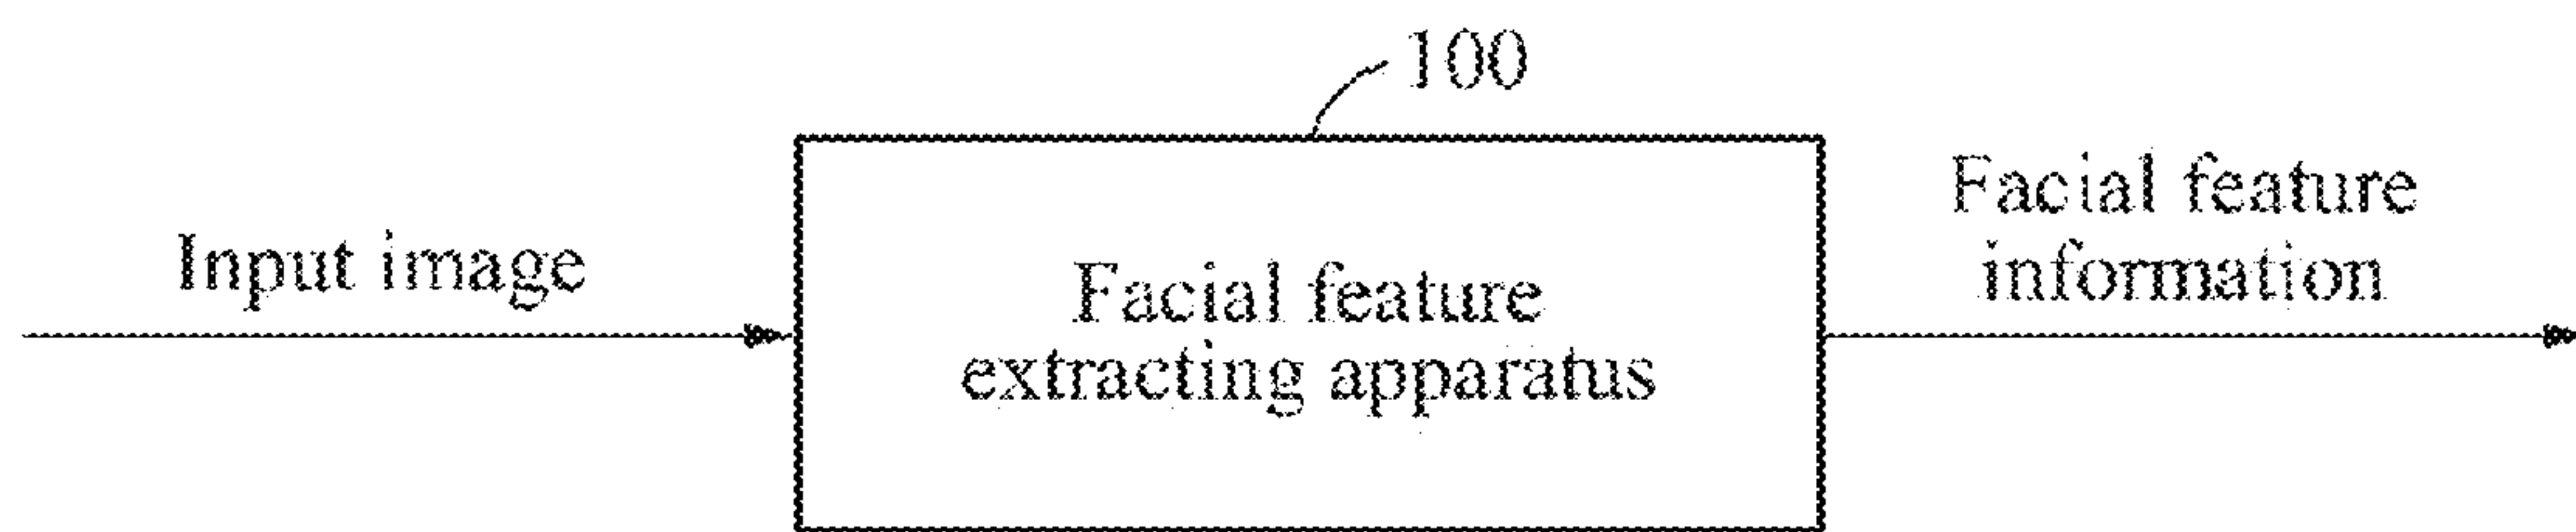 100
Input image
Facial feature
extracting apparatus
Facial feature
information